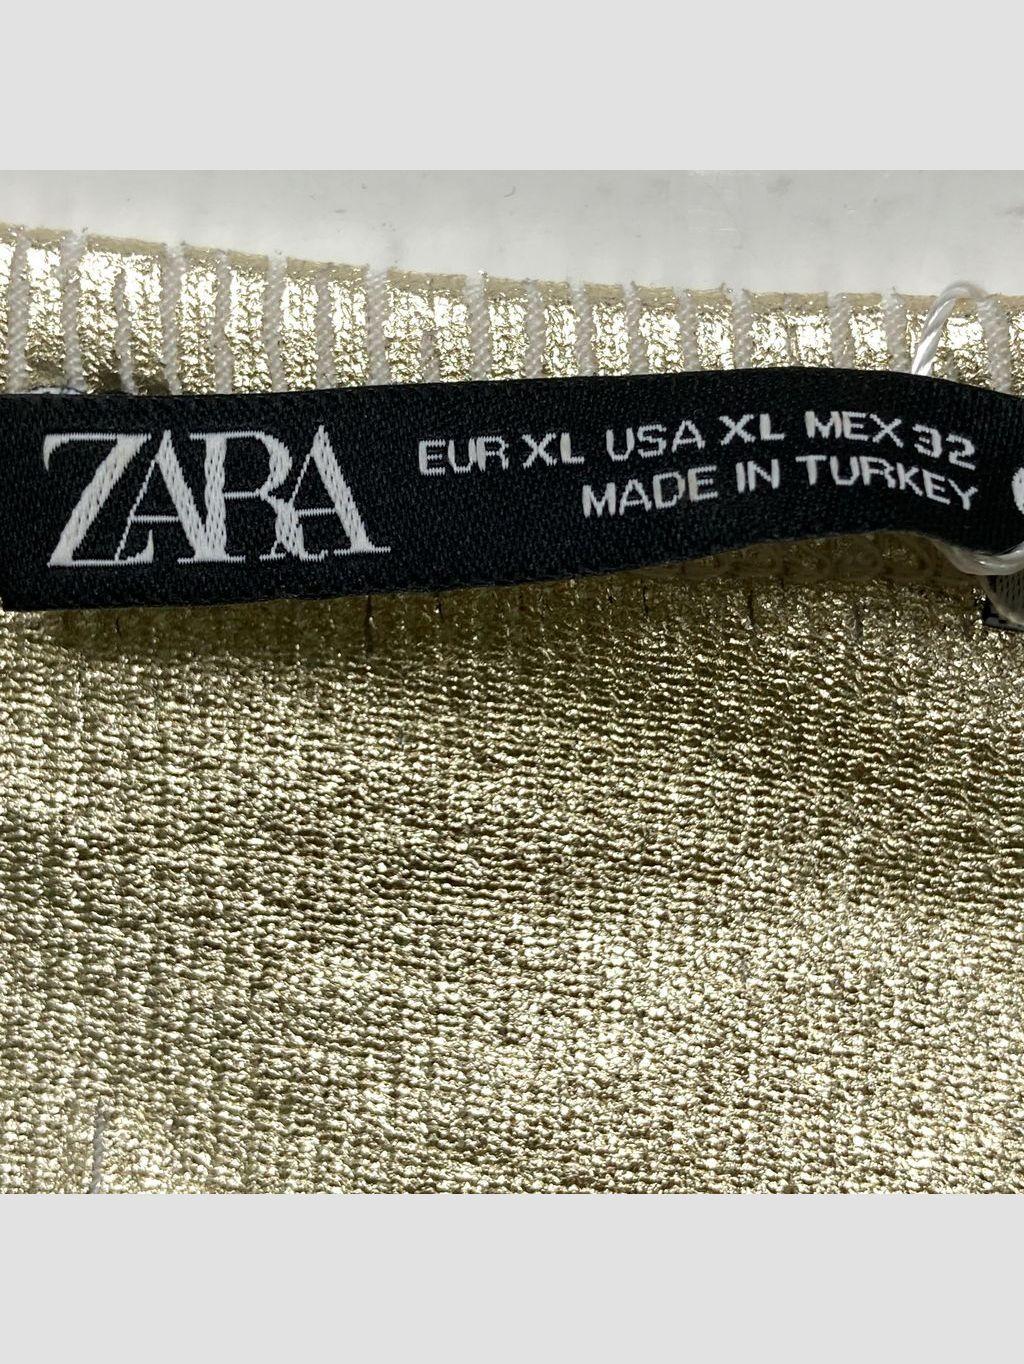 ZARA
EUR XL USA XL MEX 32
MADE IN TURKEY